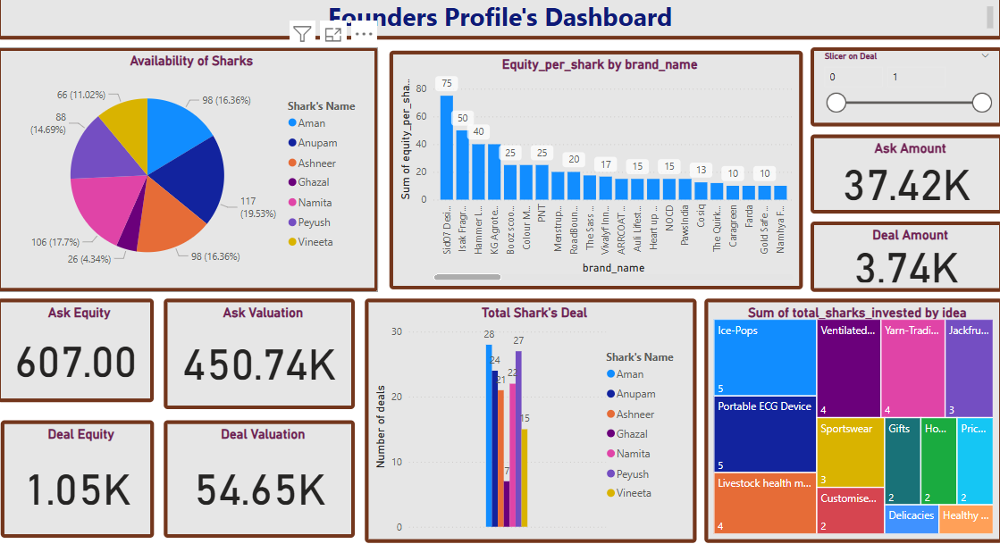 Founders Profile's Dashboard
Availability of Sharks
66 (11.02%)
98 (16.36%)
88
(14.69%)
117
(19.53%)
106 (17.7%)
26 (4.34%)
98 (16.36%)
Shark's Name
Aman
Anupam
Ashneer
Ghazal
Namita
Peyush
Vineeta
Equity_per_shark by brand_name
Sum of equity_per_sha...
80
60
40
20
0
75
50
40
25
25
20
17
15
15
13
10
10
Sid07 Desi...
Isak Fragr...
Hammer L...
KG Agrote...
Booz scoo...
Colour M...
PNT
Menstrup...
RoadBoun...
The Sass ...
Vivalyf Inn...
ARRCOAT ...
Auli Lifest...
Heart up ...
NOCD
PawsIndia
Cosiq
The Quirk...
Caragreen
Farda
Gold Safe ...
Namhya F...
brand_name
Slicer on Deal
0 1
Ask Amount
37.42K
Deal Amount
3.74K
Ask Equity
607.00
Ask Valuation
450.74K
Deal Equity
1.05K
Deal Valuation
54.65K
Total Shark's Deal
Number of deals
30
20
10
0
28
24
21
7
22
27
15
Shark's Name
Aman
Anupam
Ashneer
Ghazal
Namita
Peyush
Vineeta
Sum of total_sharks_invested by idea
Ice-Pops
5
Portable ECG Device
5
Livestock health m...
4
Ventilated...
4
Yarn-Tradi...
4
Jackfru...
3
Sportswear
3
Customise...
2
Gifts
2
Ho...
2
Pric...
2
Delicacies
Healthy ...